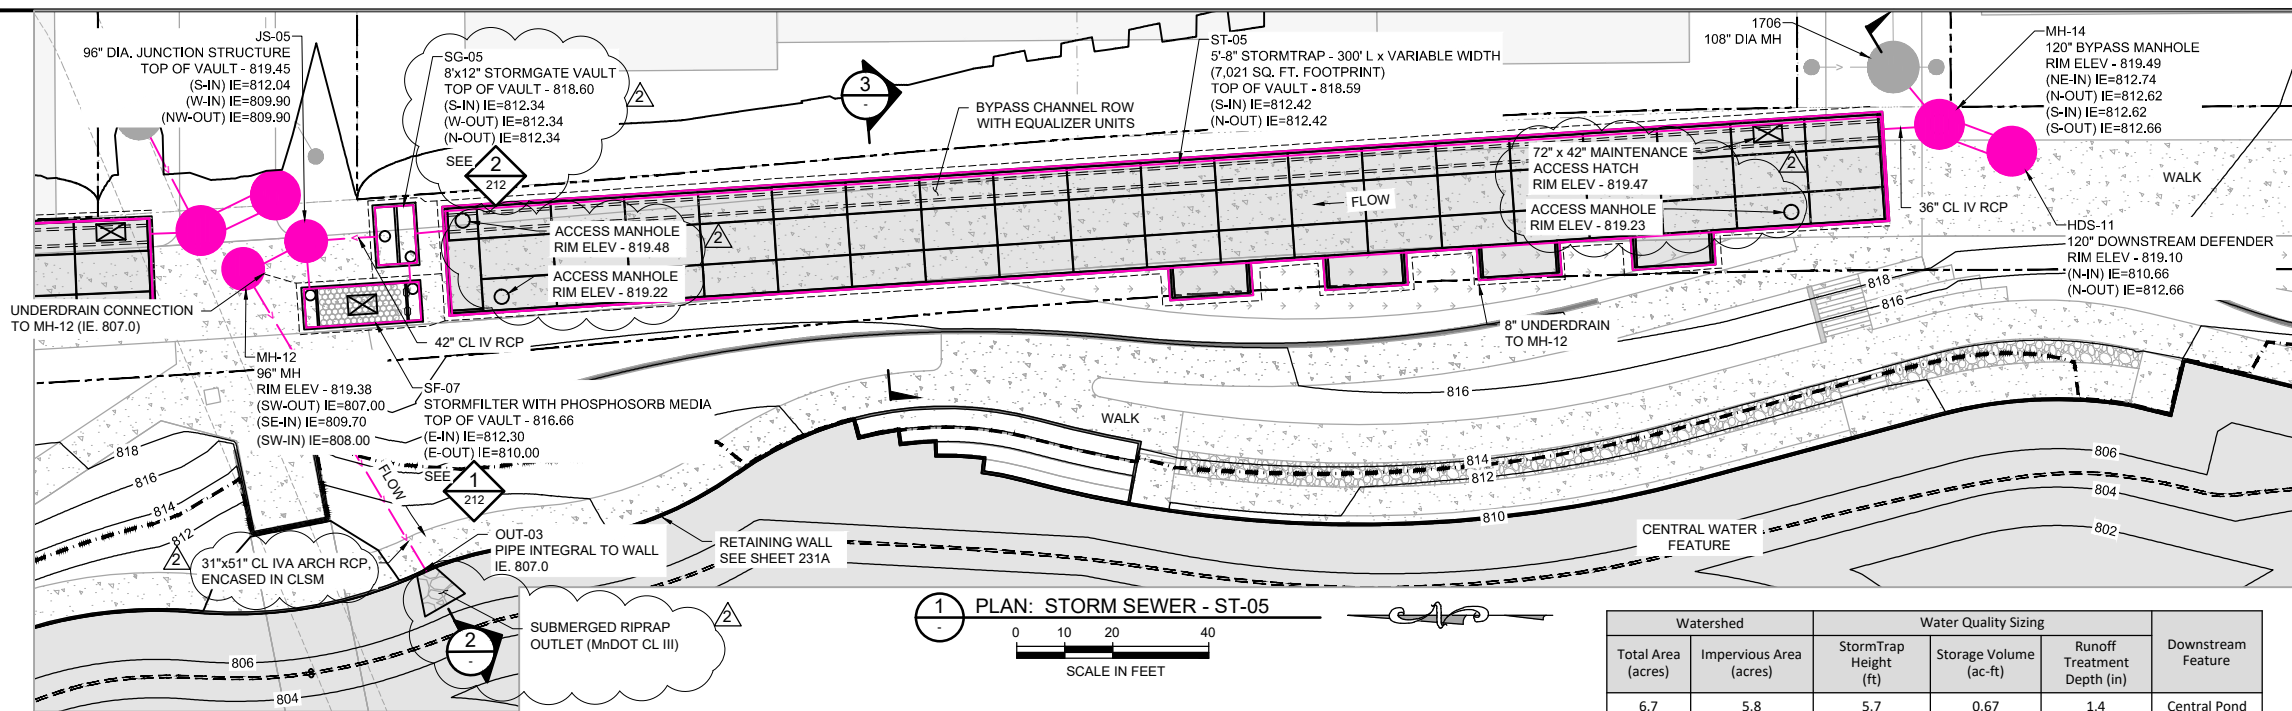 JS-05
96" DIA. JUNCTION STRUCTURE
TOP OF VAULT - 819.45
(S-IN) IE=812.04
(W-IN) IE=809.90
(NW-OUT) IE=809.90
SG-05
8'x12" STORMGATE VAULT
TOP OF VAULT - 818.60
(S-IN) IE=812.34
(W-OUT) IE=812.34
(N-OUT) IE=812.34
SEE
2
212
2
3
-
BYPASS CHANNEL ROW
WITH EQUALIZER UNITS
ST-05
5'-8" STORMTRAP - 300' L x VARIABLE WIDTH
(7,021 SQ. FT. FOOTPRINT)
TOP OF VAULT - 818.59
(S-IN) IE=812.42
(N-OUT) IE=812.42
1706
108" DIA MH
MH-14
120" BYPASS MANHOLE
RIM ELEV - 819.49
(NE-IN) IE=812.74
(N-OUT) IE=812.62
(S-IN) IE=812.62
(S-OUT) IE=812.66
72" x 42" MAINTENANCE
ACCESS HATCH
RIM ELEV - 819.47
2
ACCESS MANHOLE
RIM ELEV - 819.23
FLOW
WALK
36" CL IV RCP
HDS-11
120" DOWNSTREAM DEFENDER
RIM ELEV - 819.10
(N-IN) IE=810.66
(N-OUT) IE=812.66
ACCESS MANHOLE
RIM ELEV - 819.48
2
ACCESS MANHOLE
RIM ELEV - 819.22
UNDERDRAIN CONNECTION
TO MH-12 (IE. 807.0)
42" CL IV RCP
8" UNDERDRAIN
TO MH-12
818
816
MH-12
96" MH
RIM ELEV - 819.38
(SW-OUT) IE=807.00
(SE-IN) IE=809.70
(SW-IN) IE=808.00
SF-07
STORMFILTER WITH PHOSPHOSORB MEDIA
TOP OF VAULT - 816.66
(E-IN) IE=812.30
(E-OUT) IE=810.00
SEE
1
212
816
WALK
818
816
814
812
FLOW
814
812
810
806
804
802
2
31"x51" CL IVA ARCH RCP,
ENCASED IN CLSM
OUT-03
PIPE INTEGRAL TO WALL
IE. 807.0
RETAINING WALL
SEE SHEET 231A
CENTRAL WATER
FEATURE
SUBMERGED RIPRAP
OUTLET (MnDOT CL III)
2
2
-
806
804
1
-
PLAN: STORM SEWER - ST-05
0 10 20 40
SCALE IN FEET
Watershed Water Quality Sizing Downstream Feature
Total Area (acres) Impervious Area (acres) StormTrap Height (ft) Storage Volume (ac-ft) Runoff Treatment Depth (in)
6.7 5.8 5.7 0.67 1.4 Central Pond